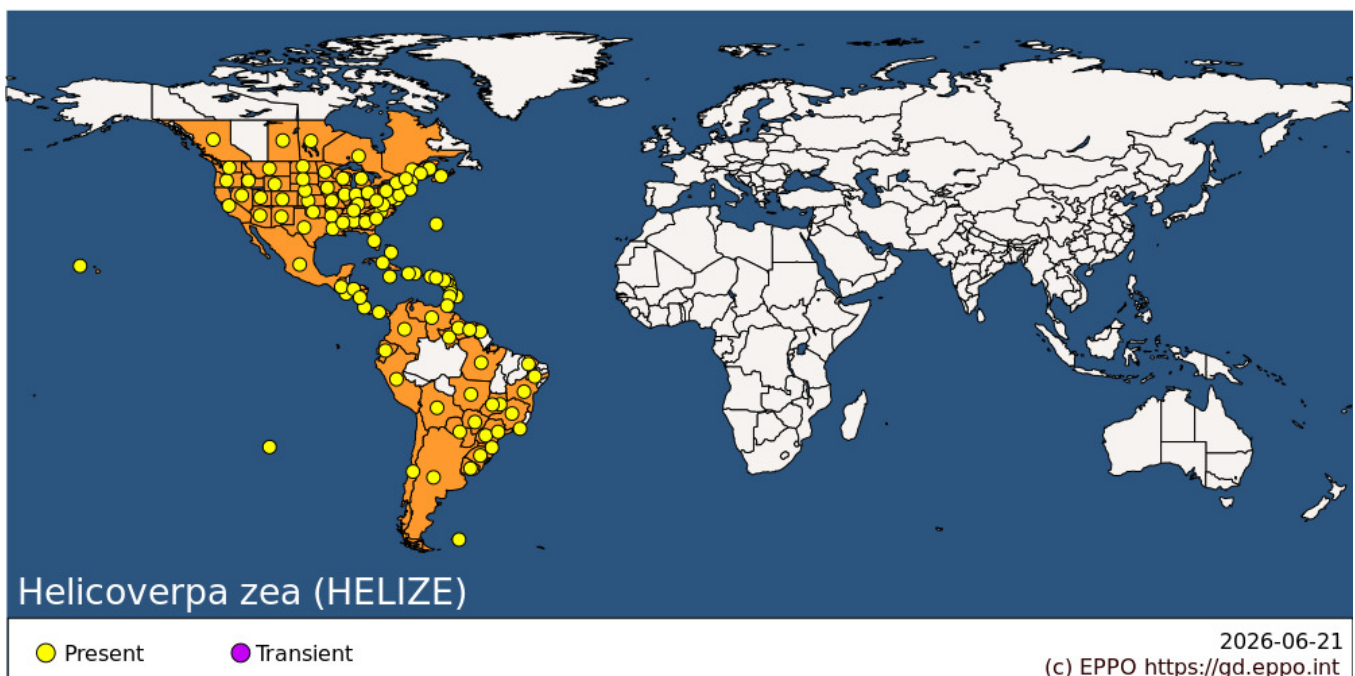 Helicoverpa zea (HELIZE)
Present
Transient
2026-06-21
(c) EPPO https://gd.eppo.int